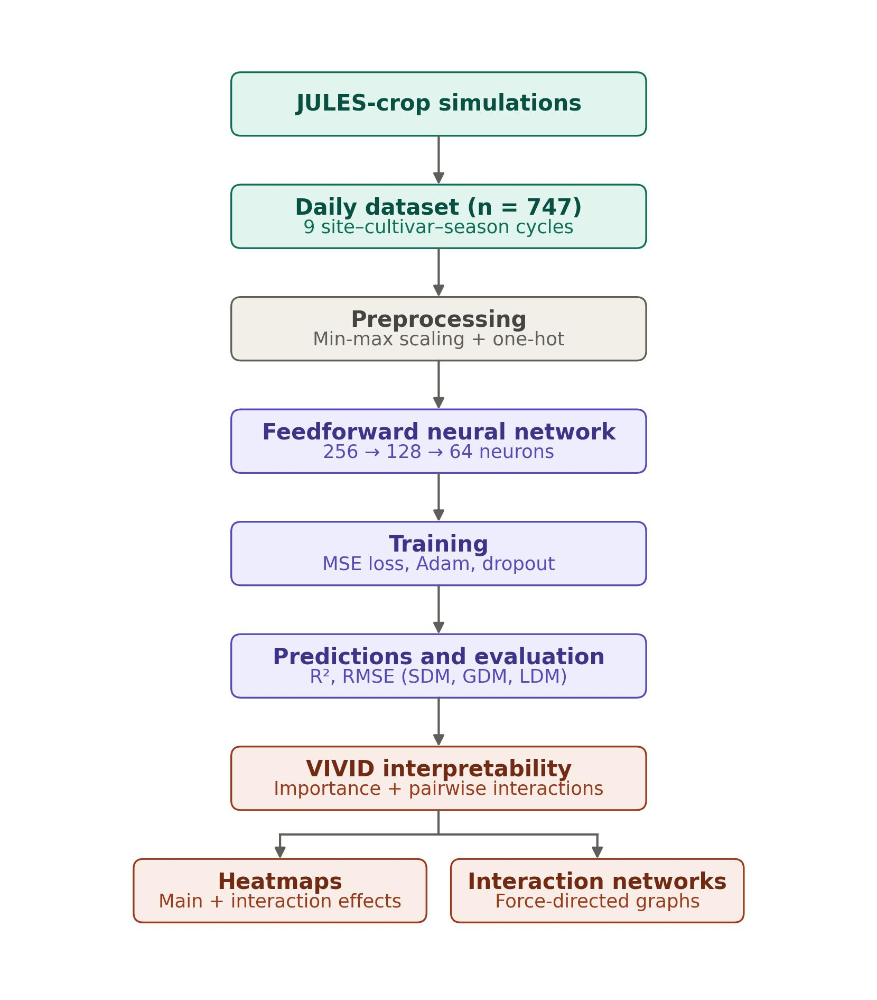 JULES-crop simulations
Daily dataset (n = 747)
9 site–cultivar–season cycles
Preprocessing
Min-max scaling + one-hot
Feedforward neural network
256 → 128 → 64 neurons
Training
MSE loss, Adam, dropout
Predictions and evaluation
R², RMSE (SDM, GDM, LDM)
VIVID interpretability
Importance + pairwise interactions
Heatmaps
Main + interaction effects
Interaction networks
Force-directed graphs